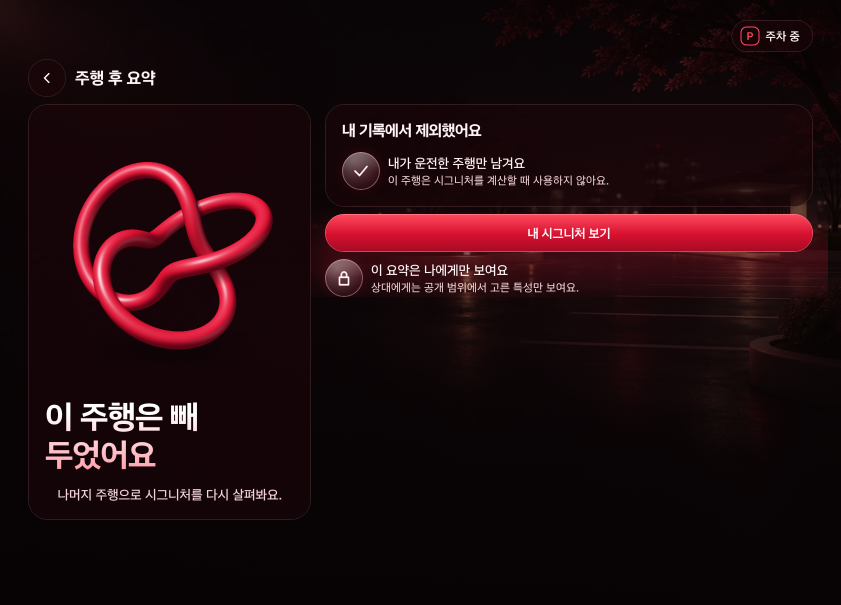 P 주차 중
주행 후 요약
이 주행은 빼
두었어요
나머지 주행으로 시그니처를 다시 살펴봐요.
내 기록에서 제외했어요
내가 운전한 주행만 남겨요
이 주행은 시그니처를 계산할 때 사용하지 않아요.
내 시그니처 보기
이 요약은 나에게만 보여요
상대에게는 공개 범위에서 고른 특성만 보여요.